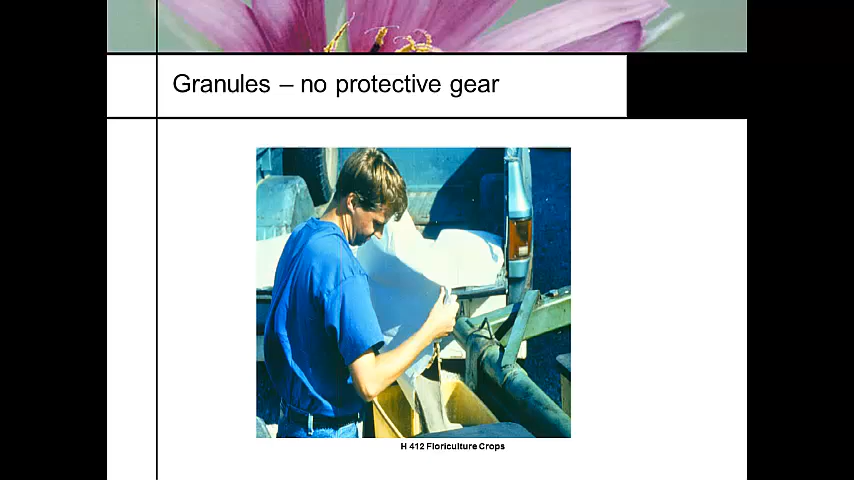 Granules – no protective gear
H 412 Floriculture Crops